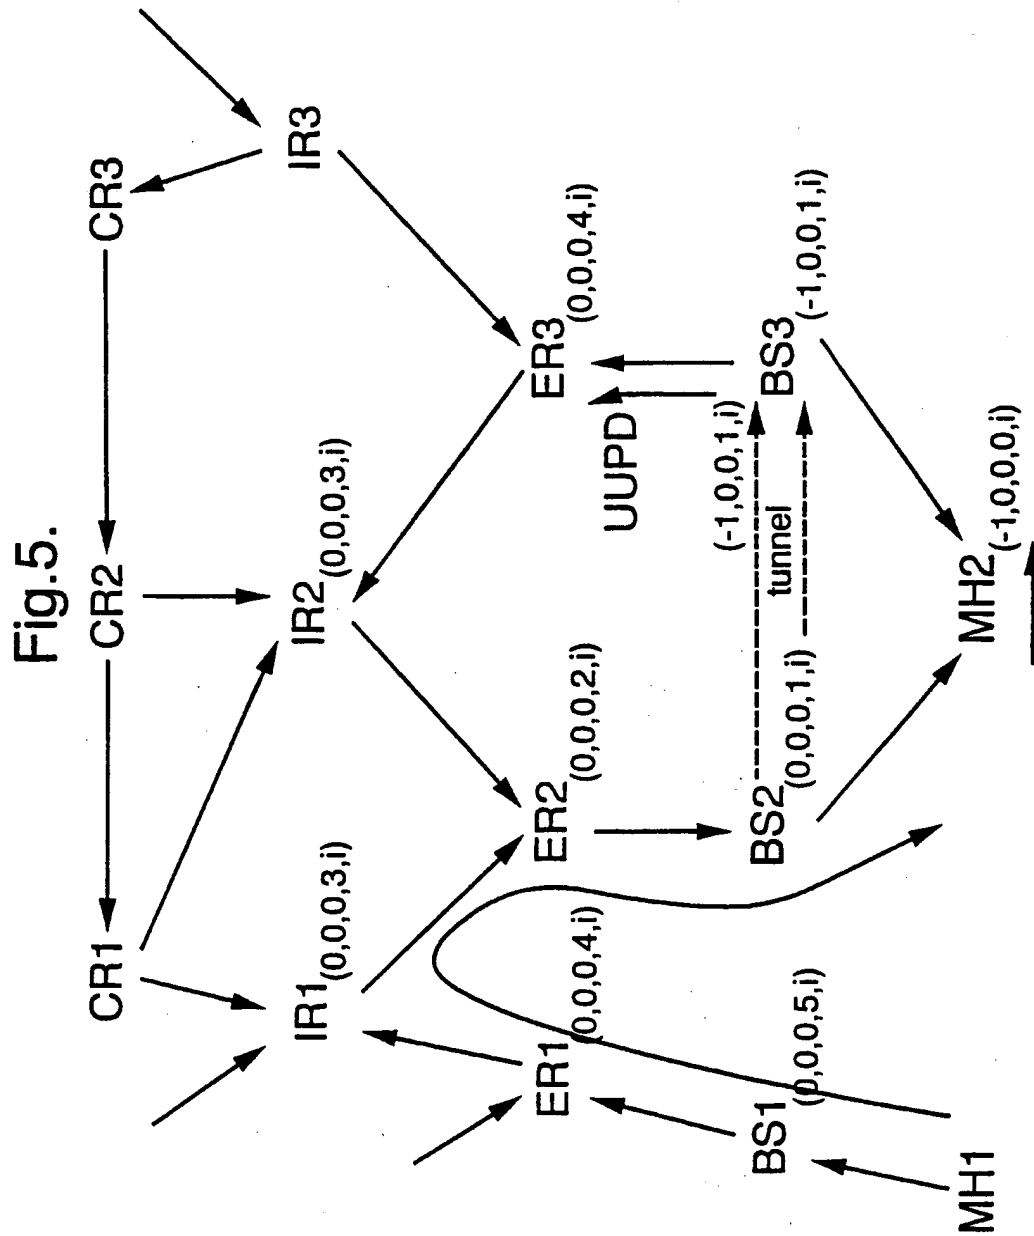 Fig.5.
CR1
CR2
CR3
IR1(0,0,0,3,i)
IR2(0,0,0,3,i)
IR3
ER1(0,0,0,4,i)
ER2(0,0,0,2,i)
ER3(0,0,0,4,i)
UUPD
BS1(0,0,0,5,i)
BS2(0,0,0,1,i)
(-1,0,0,1,i)
tunnel
BS3(-1,0,0,1,i)
MH1
MH2(-1,0,0,0,i)